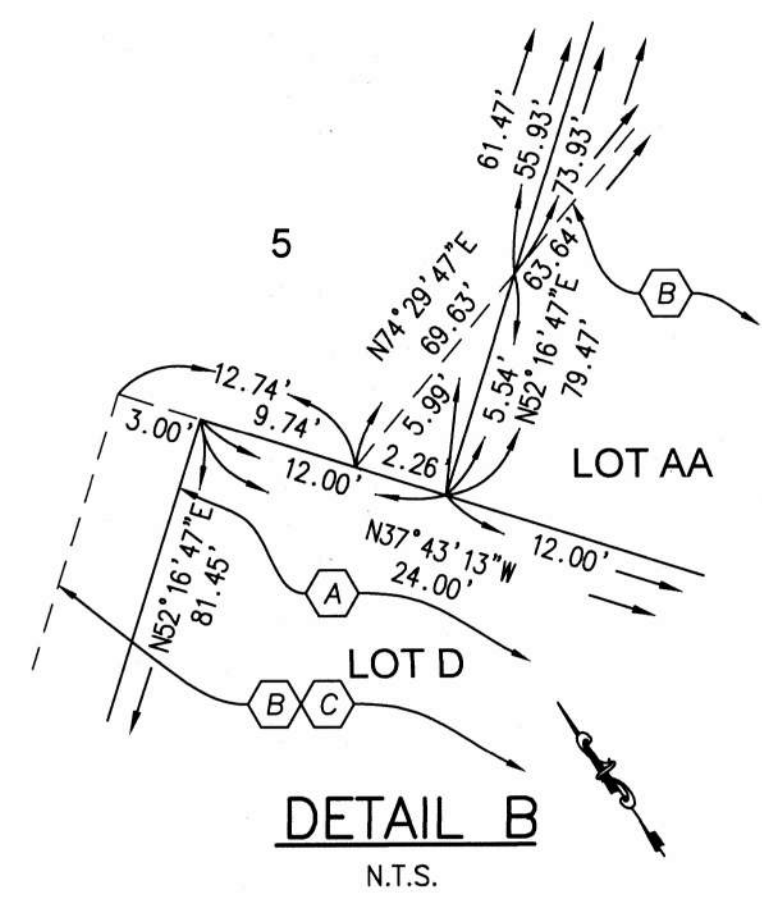 61.47'
55.93'
73.93'
5
63.64'
B
N74°29'47"E
69.63'
N52°16'47"E
79.47'
5.54'
5.99'
12.74'
9.74'
3.00'
2.26
12.00'
LOT AA
N37°43'13"W
24.00'
12.00'
N52°16'47"E
81.45'
A
LOT D
B C
DETAIL B
N.T.S.